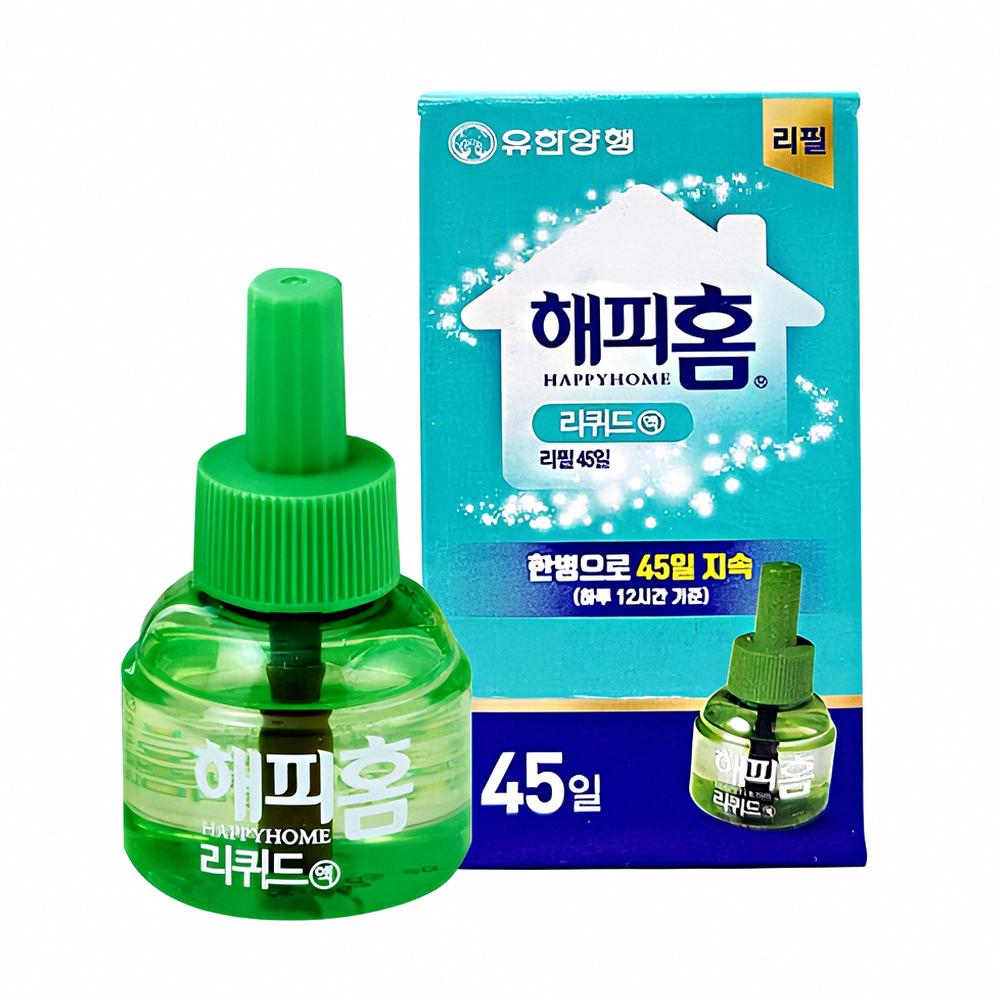 유한양행
리필
해피홈
HAPPYHOME
리퀴드액
리필 45일
한병으로 45일 지속
(하루 12시간 기준)
45일
해피홈
리퀴드액
해피홈
HAPPYHOME
리퀴드액